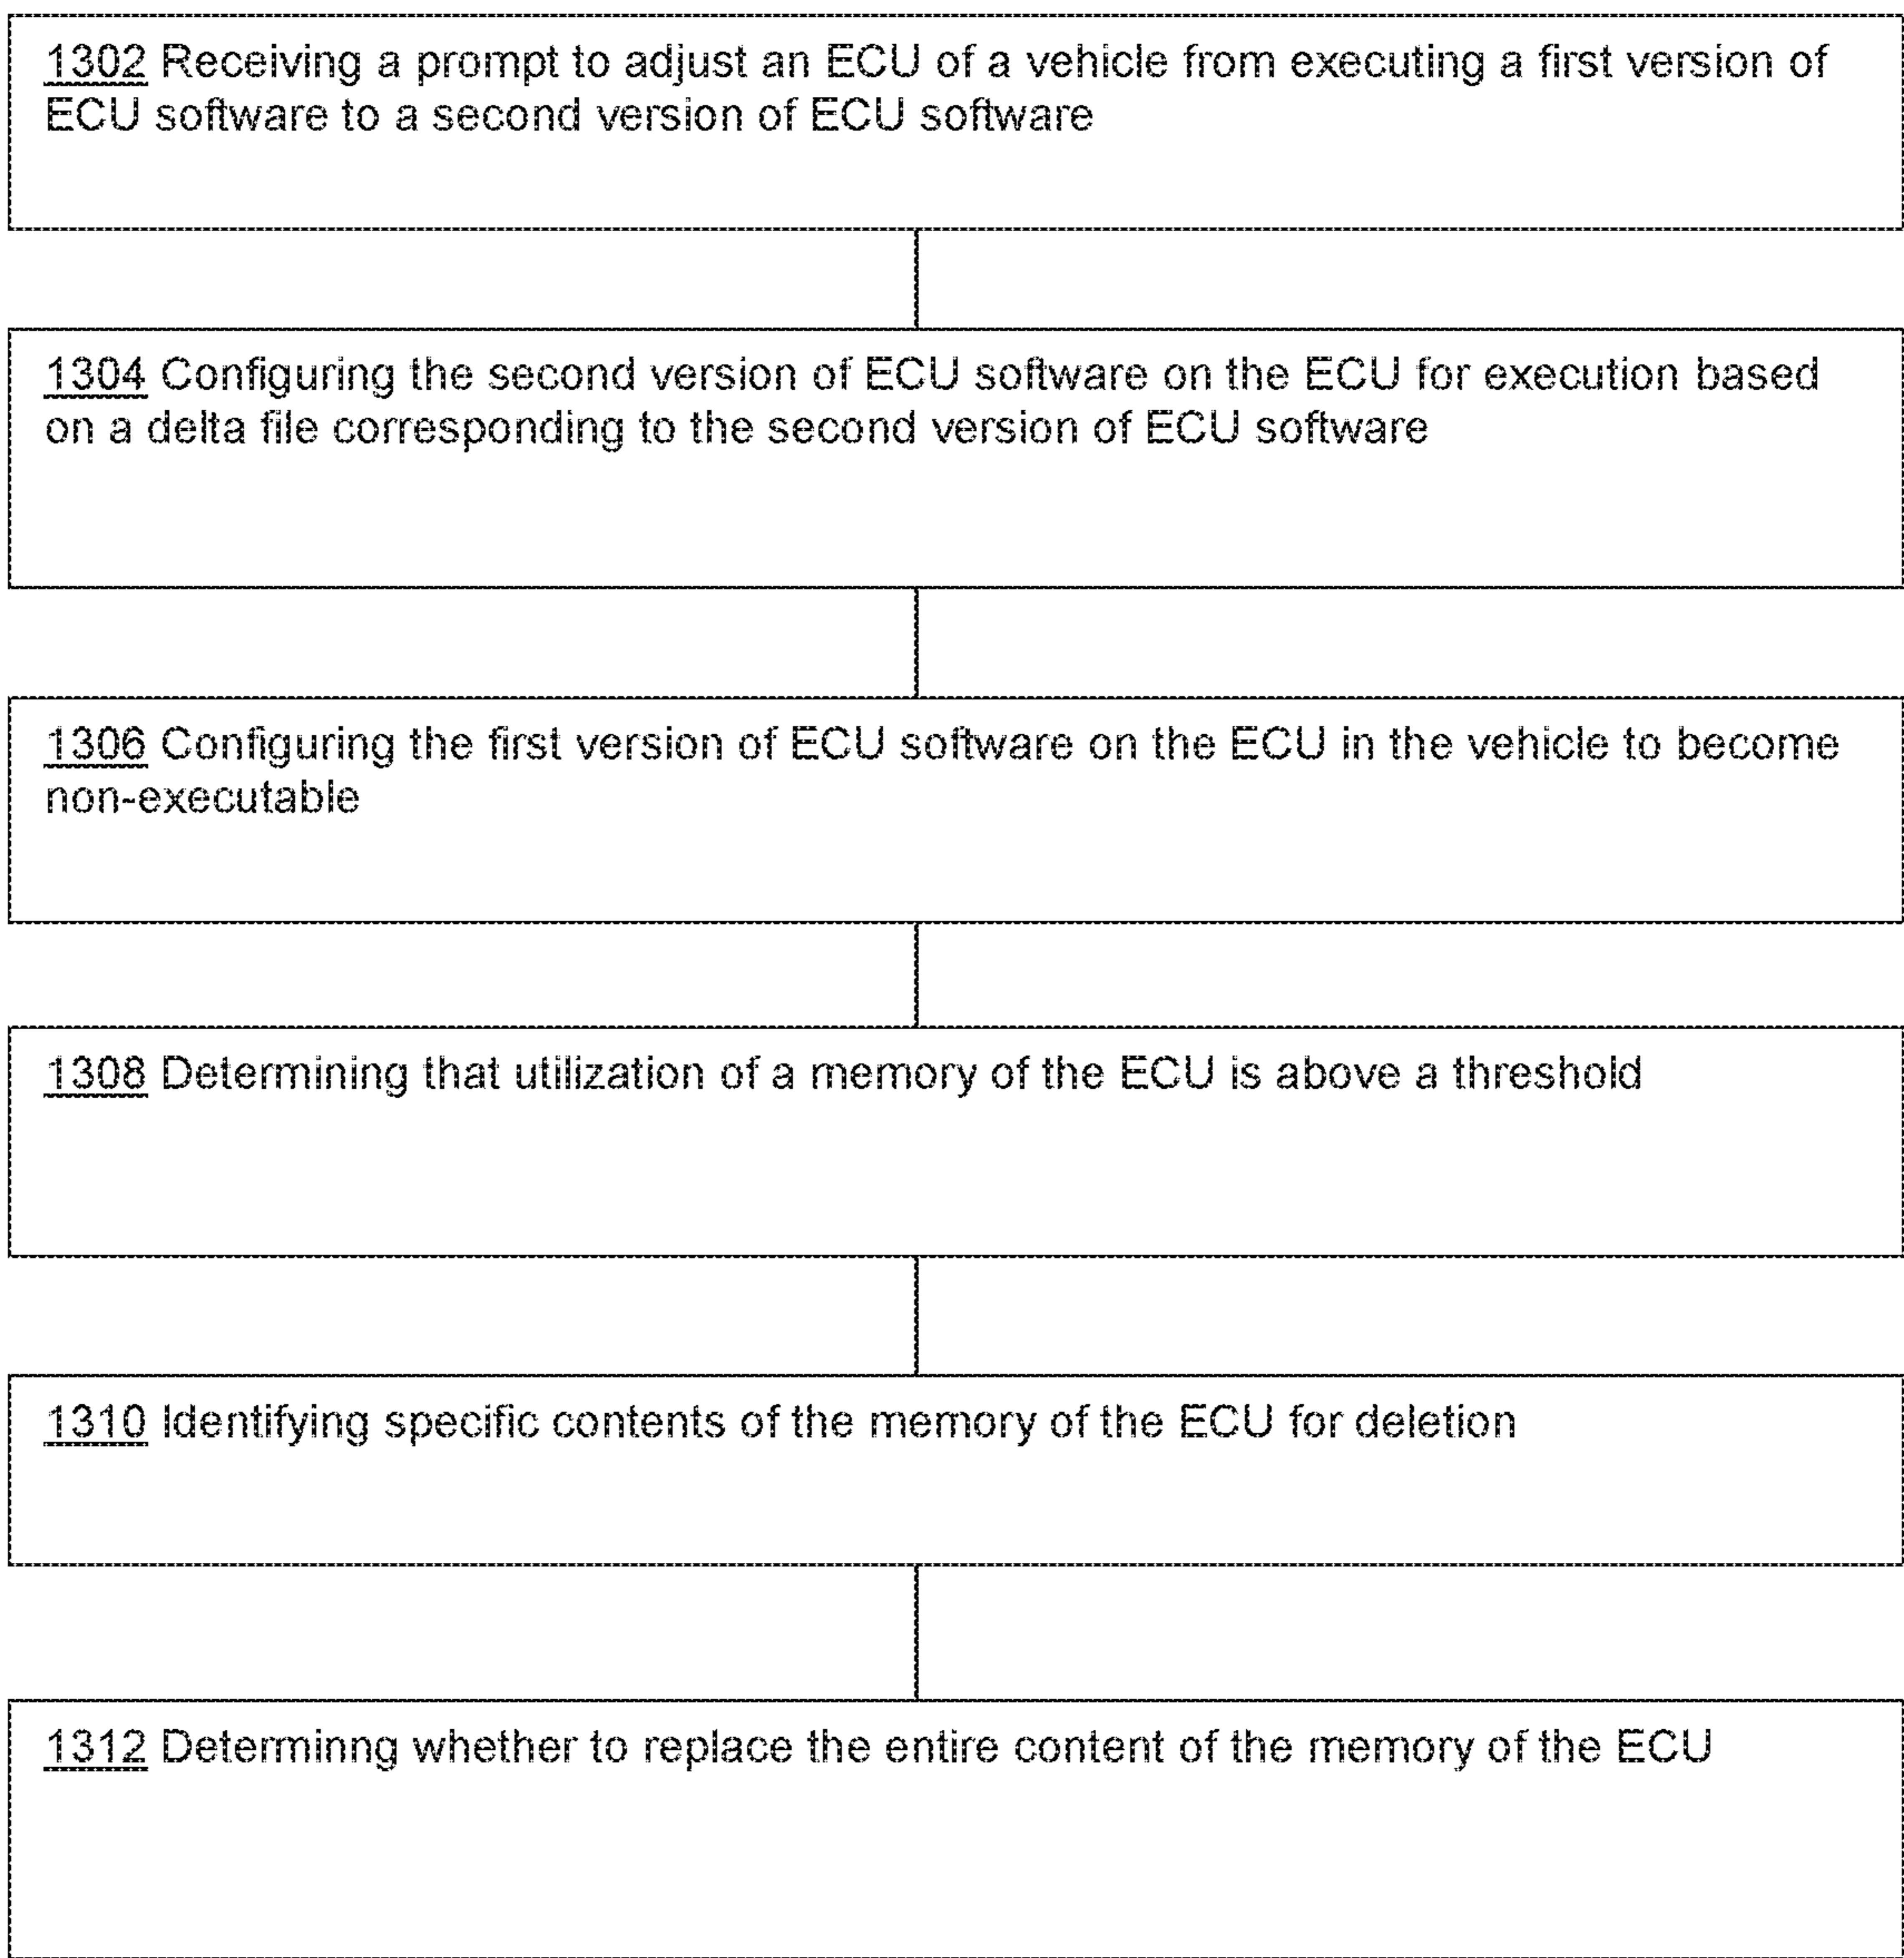 1302 Receiving a prompt to adjust an ECU of a vehicle from executing a first version of
ECU software to a second version of ECU software
1304 Configuring the second version of ECU software on the ECU for execution based
on a delta file corresponding to the second version of ECU software
1306 Configuring the first version of ECU software on the ECU in the vehicle to become
non-executable
1308 Determining that utilization of a memory of the ECU is above a threshold
1310 Identifying specific contents of the memory of the ECU for deletion
1312 Determinng whether to replace the entire content of the memory of the ECU